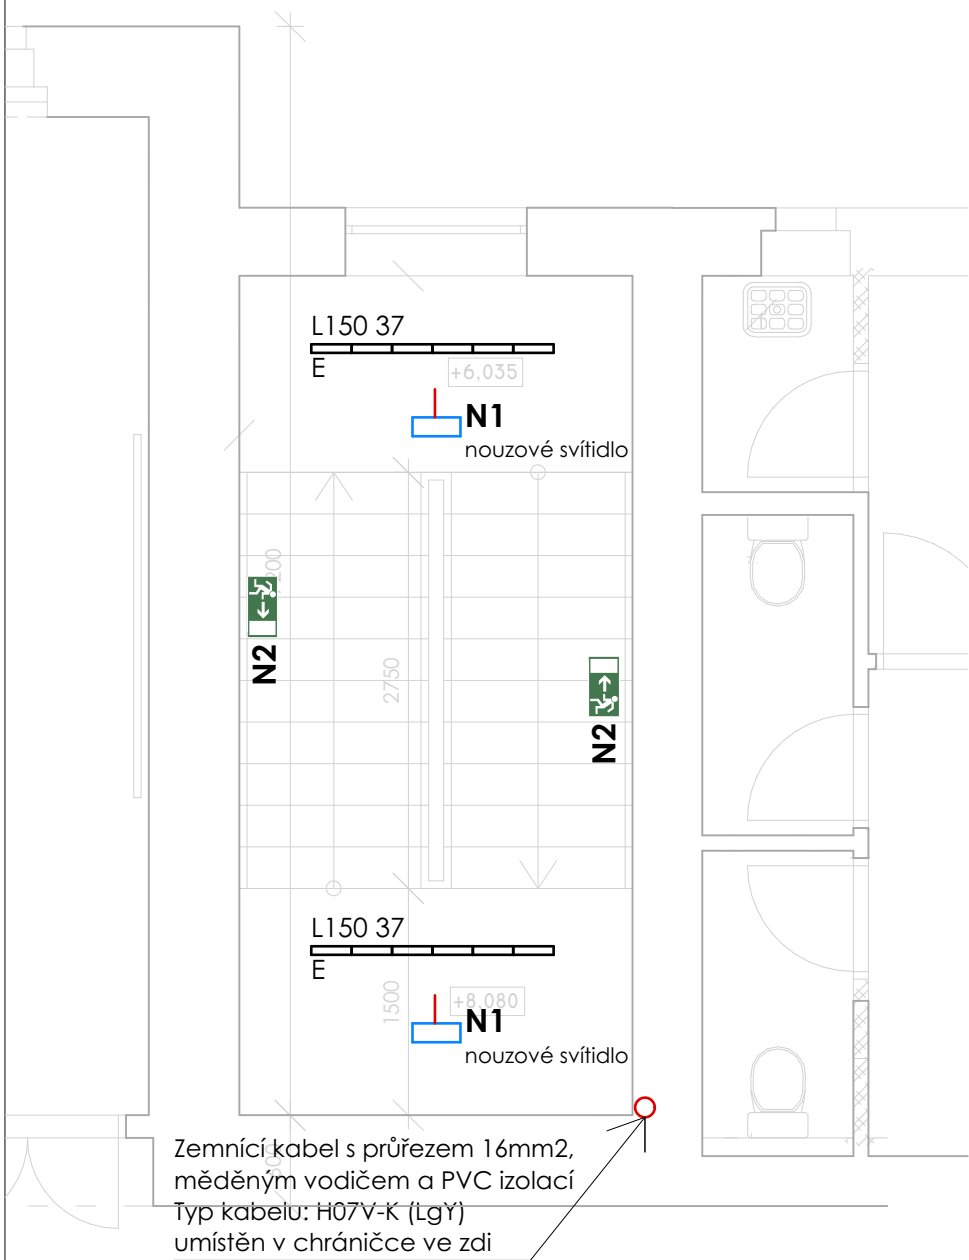 L150 37
E
+6,035
N1
nouzové svítidlo
200
N2
2750
N2
L150 37
E
1500
+8,080
N1
nouzové svítidlo
Zemnící kabel s průřezem 16mm2,
měděným vodičem a PVC izolací
Typ kabelu: H07V-K (LgY)
umístěn v chráničce ve zdi